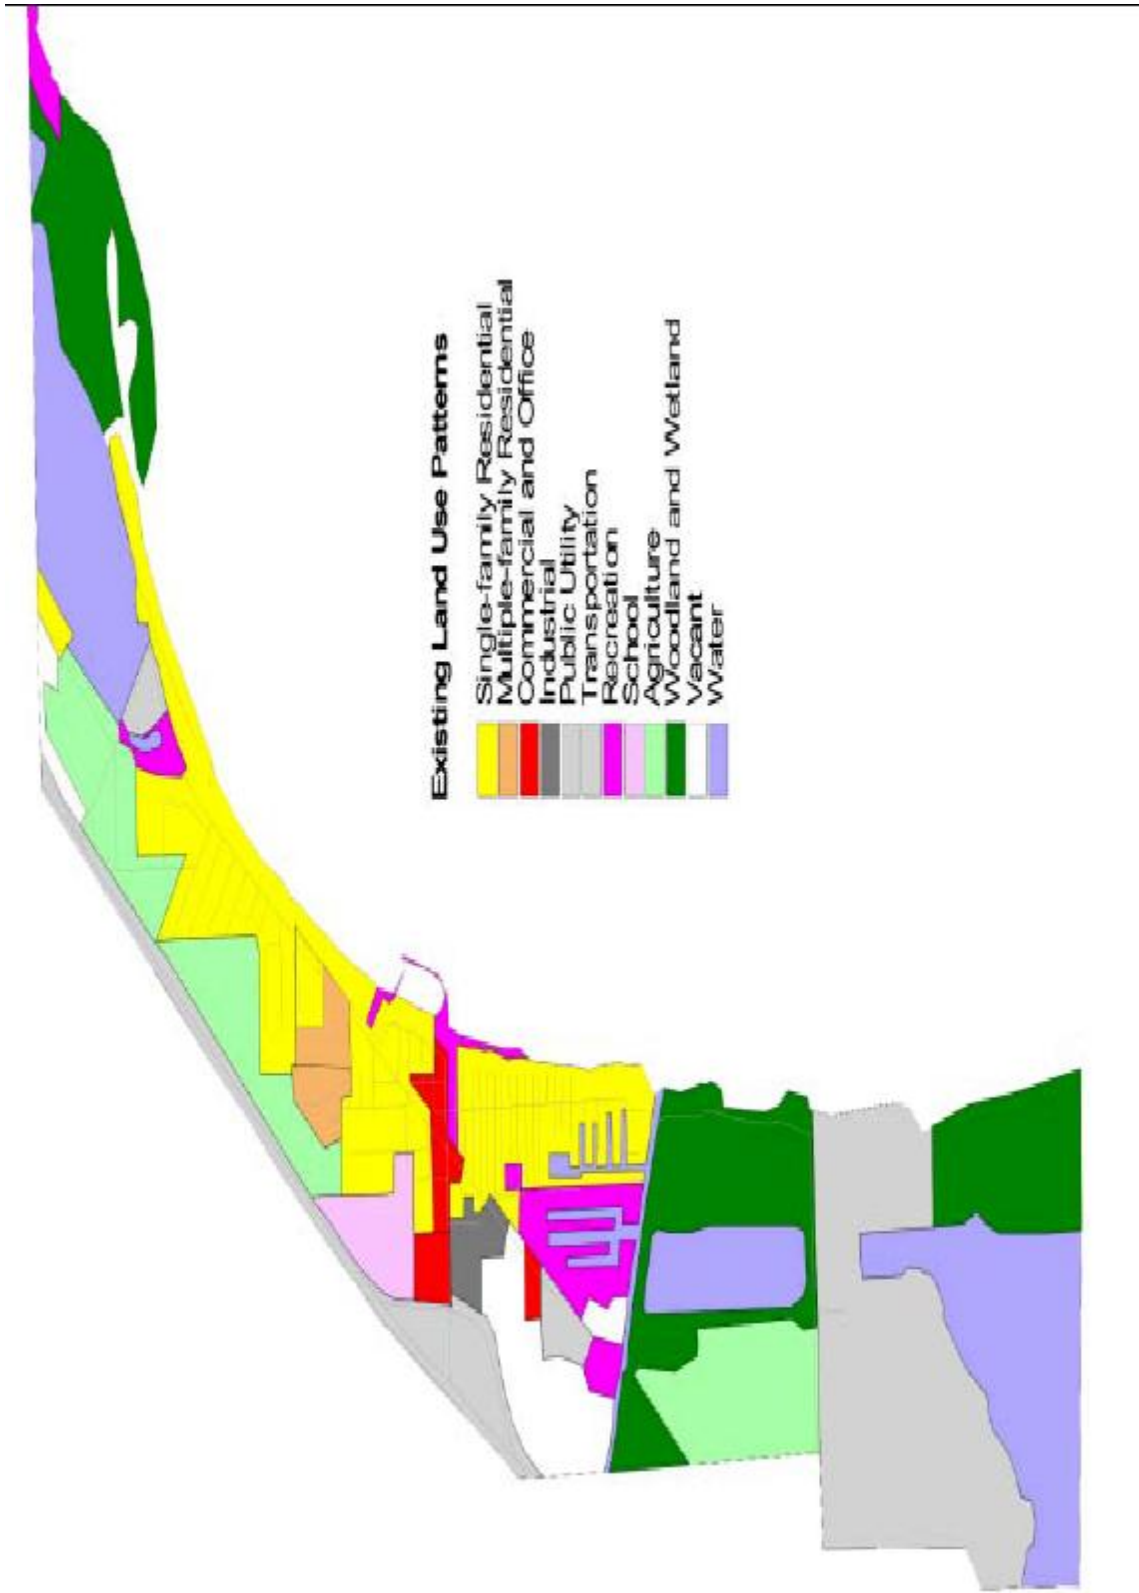 Existing Land Use Patterns
Single-family Residential
Multiple-family Residential
Commercial and Office
Industrial
Public Utility
Transportation
Recreation
School
Agriculture
Woodland and Wetland
Vacant
Water